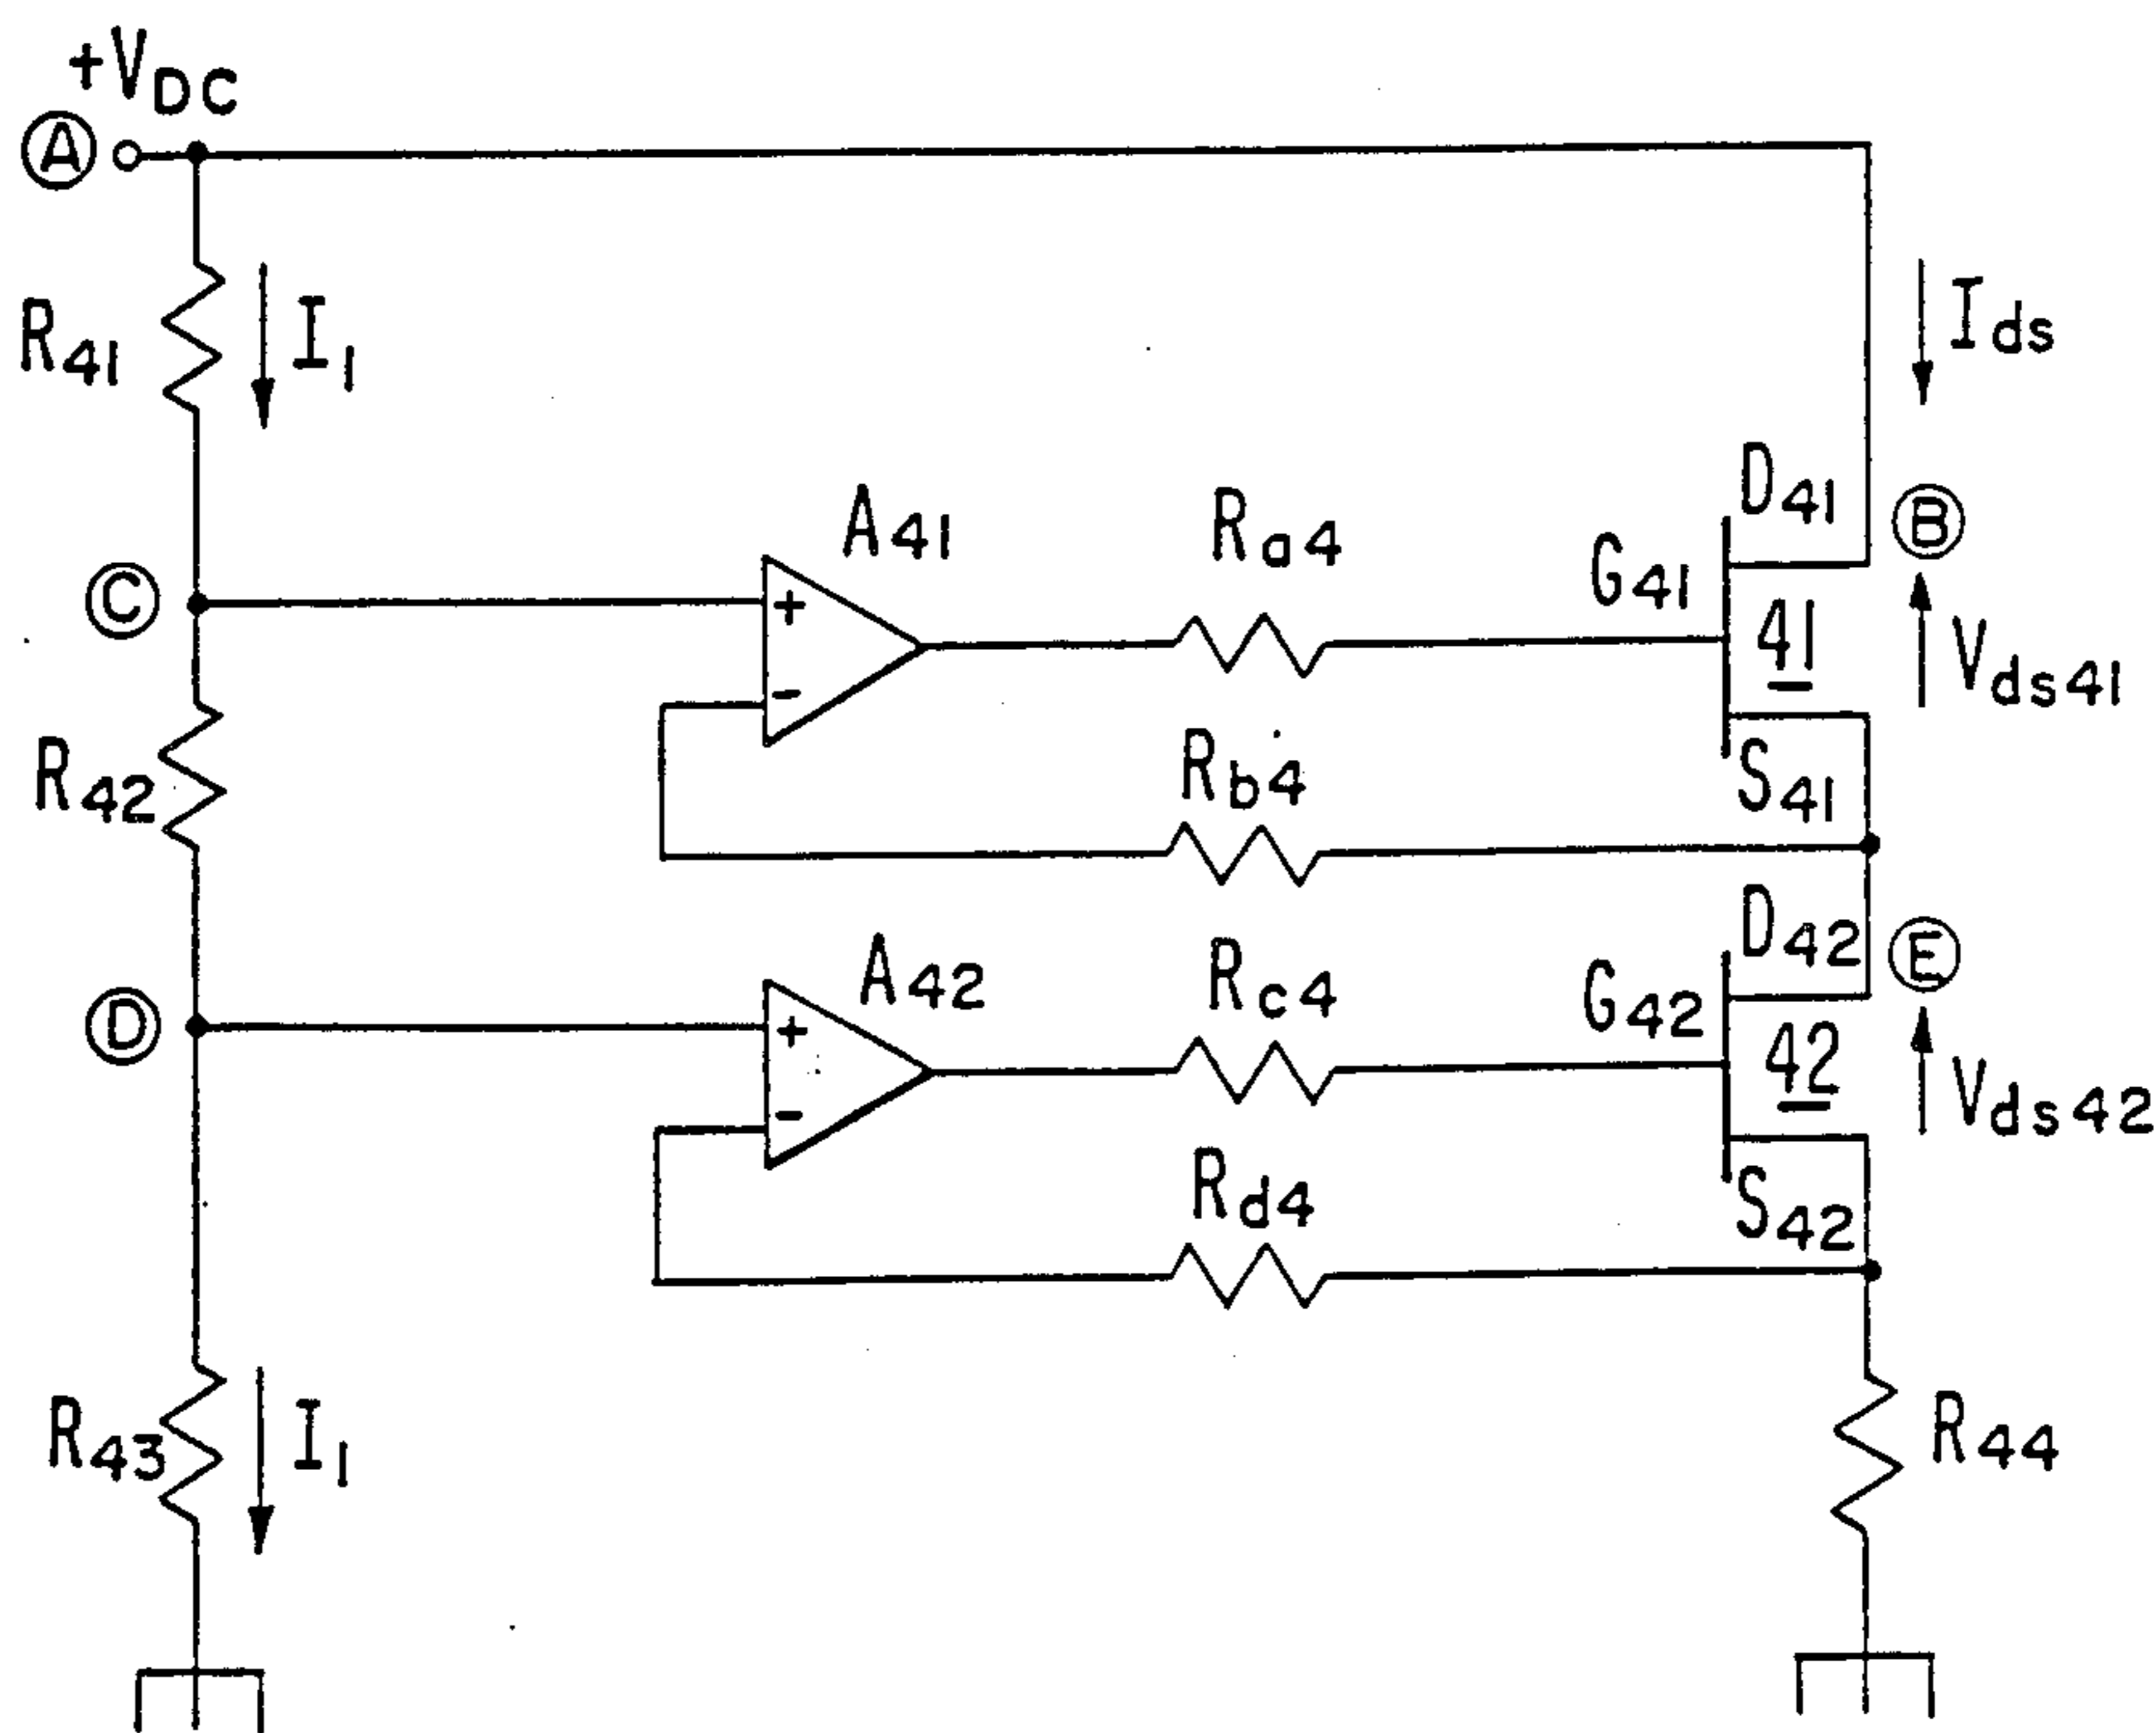 +VDC
A
R41
I1
Ids
D41
B
A41
Ra4
G41
C
41
Vds41
Rb4
S41
R42
D42
E
A42
Rc4
G42
D
42
Vds42
Rd4
S42
R43
I1
R44
+
-
+
-